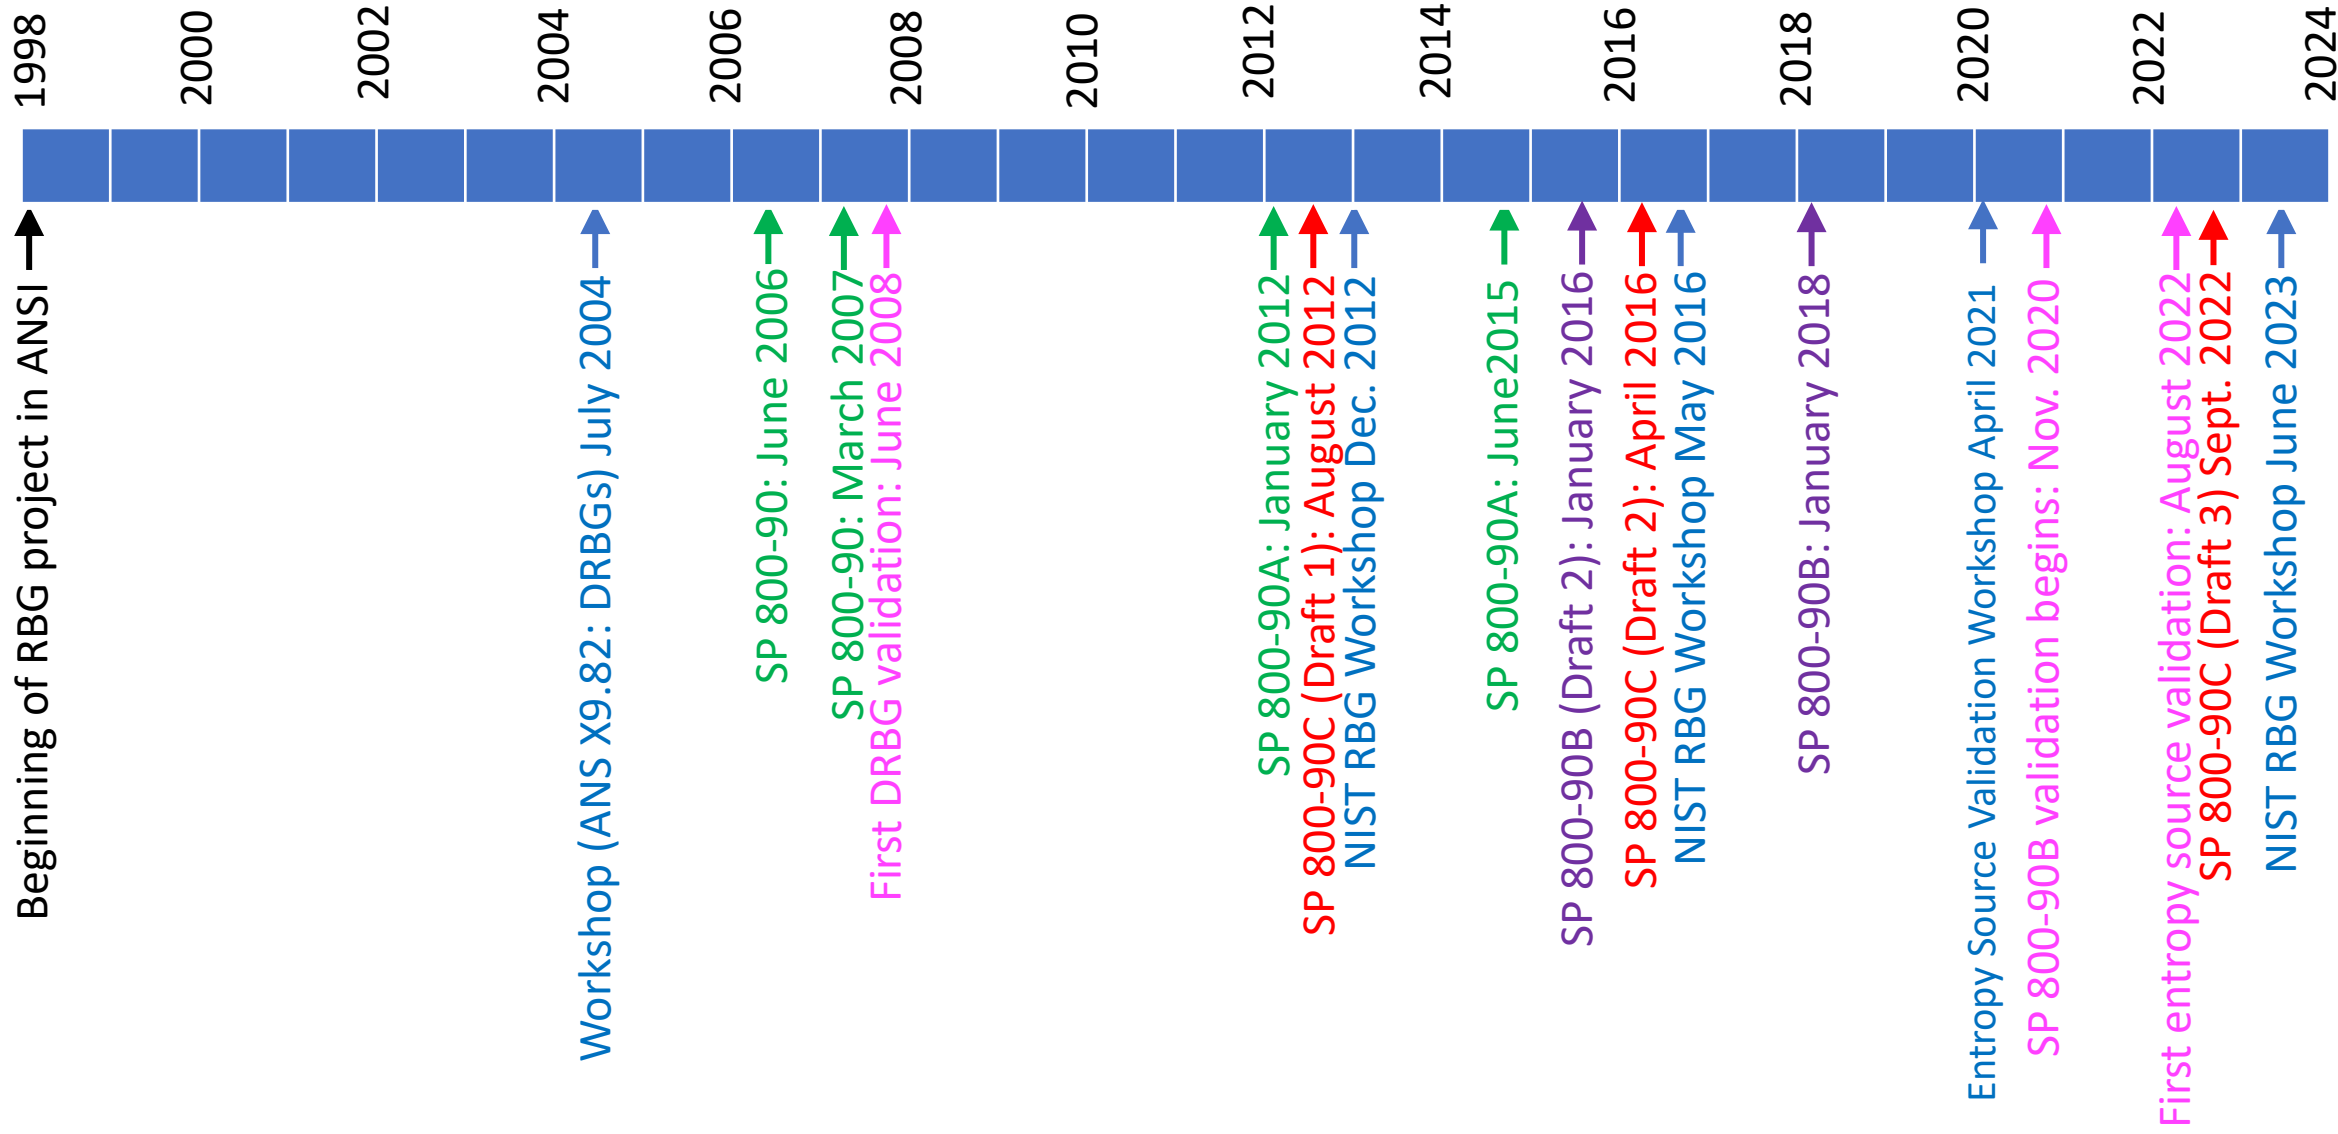 1998
2000
2002
2004
2006
2008
2010
2012
2014
2016
2018
2020
2022
2024
Beginning of RBG project in ANSI
Workshop (ANS X9.82: DRBGs) July 2004
SP 800-90: June 2006
SP 800-90: March 2007
First DRBG validation: June 2008
SP 800-90A: January 2012
SP 800-90C (Draft 1): August 2012
NIST RBG Workshop Dec. 2012
SP 800-90A: June2015
SP 800-90B (Draft 2): January 2016
SP 800-90C (Draft 2): April 2016
NIST RBG Workshop May 2016
SP 800-90B: January 2018
Entropy Source Validation Workshop April 2021
SP 800-90B validation begins: Nov. 2020
First entropy source validation: August 2022
SP 800-90C (Draft 3) Sept. 2022
NIST RBG Workshop June 2023